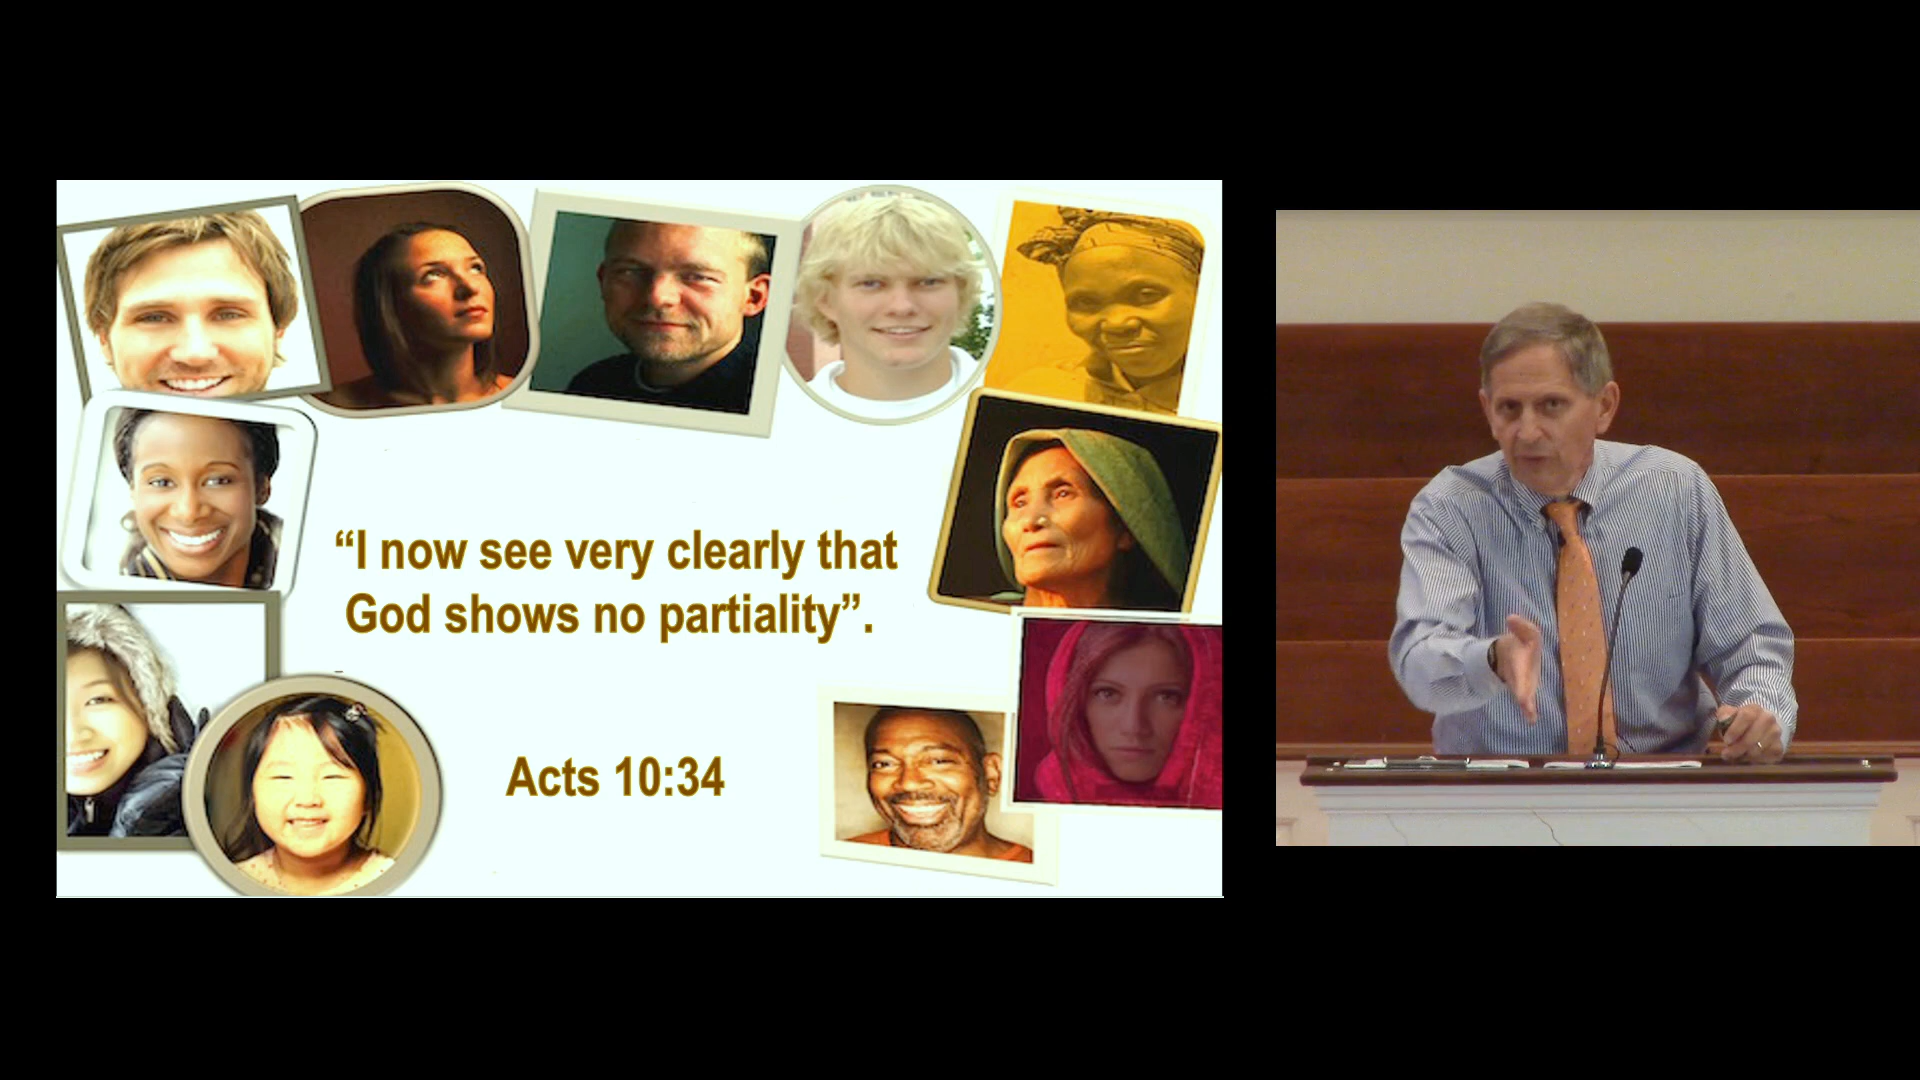 “I now see very clearly that
God shows no partiality”.
Acts 10:34